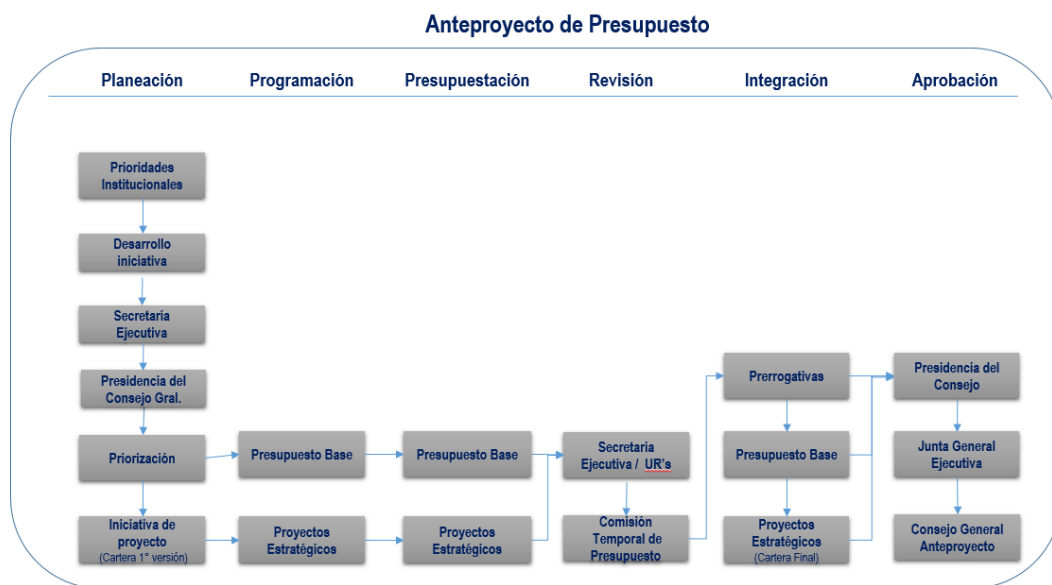 Anteproyecto de Presupuesto
Planeación
Programación
Presupuestación
Revisión
Integración
Aprobación
Prioridades
Institucionales
Desarrollo
iniciativa
Secretaría
Ejecutiva
Presidencia del
Consejo Gral.
Priorización
Iniciativa de
proyecto
(Cartera 1° versión)
Presupuesto Base
Proyectos
Estratégicos
Presupuesto Base
Proyectos
Estratégicos
Secretaria
Ejecutiva / UR's
Comisión
Temporal de
Presupuesto
Prerrogativas
Presupuesto Base
Proyectos
Estratégicos
(Cartera Final)
Presidencia del
Consejo
Junta General
Ejecutiva
Consejo General
Anteproyecto